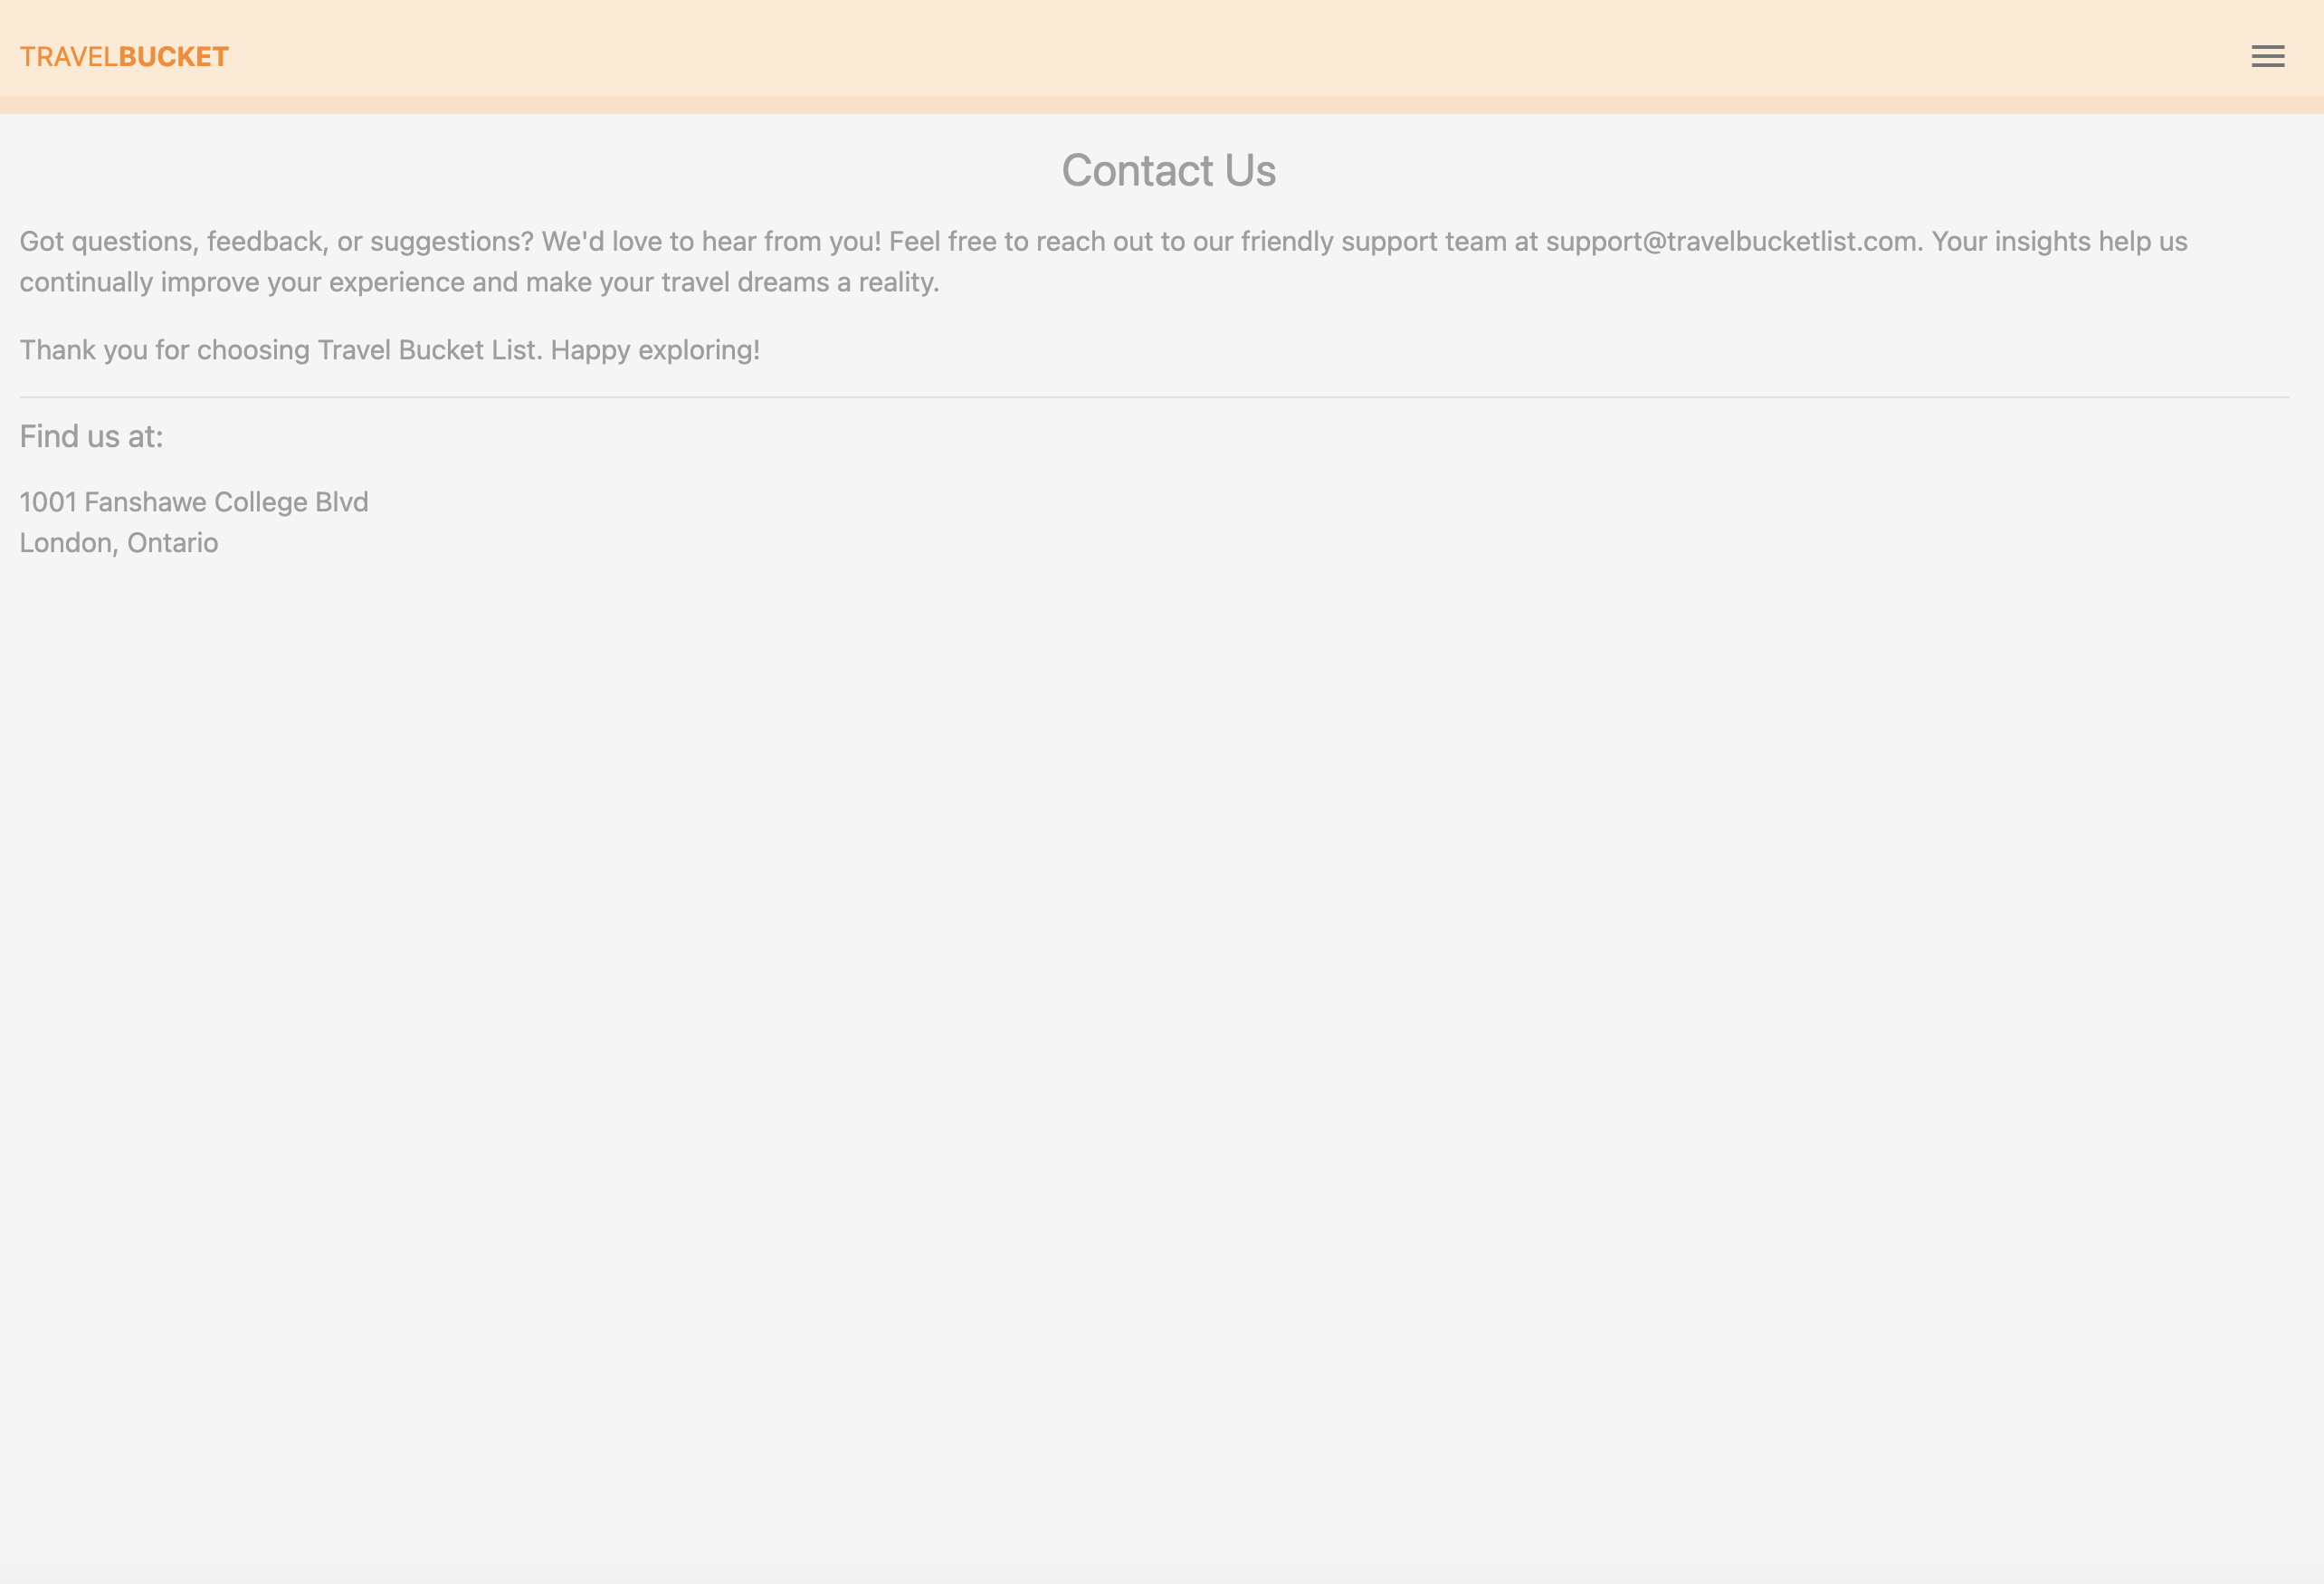 TRAVELBUCKET
Contact Us
Got questions, feedback, or suggestions? We'd love to hear from you! Feel free to reach out to our friendly support team at support@travelbucketlist.com. Your insights help us
continually improve your experience and make your travel dreams a reality.
Thank you for choosing Travel Bucket List. Happy exploring!
Find us at:
1001 Fanshawe College Blvd
London, Ontario